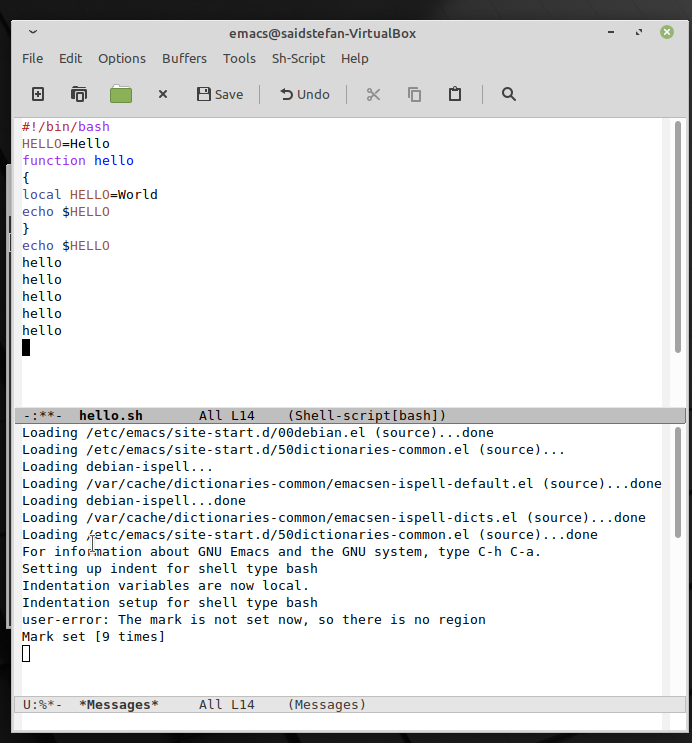 emacs@saidstefan-VirtualBox
File Edit Options Buffers Tools Sh-Script Help
Save Undo
#!/bin/bash
HELLO=Hello
function hello
{
local HELLO=World
echo $HELLO
}
echo $HELLO
hello
hello
hello
hello
hello
-:**- hello.sh All L14 (Shell-script[bash])
Loading /etc/emacs/site-start.d/00debian.el (source)...done
Loading /etc/emacs/site-start.d/50dictionaries-common.el (source)...
Loading debian-ispell...
Loading /var/cache/dictionaries-common/emacsen-ispell-default.el (source)...done
Loading debian-ispell...done
Loading /var/cache/dictionaries-common/emacsen-ispell-dicts.el (source)...done
Loading /etc/emacs/site-start.d/50dictionaries-common.el (source)...done
For information about GNU Emacs and the GNU system, type C-h C-a.
Setting up indent for shell type bash
Indentation variables are now local.
Indentation setup for shell type bash
user-error: The mark is not set now, so there is no region
Mark set [9 times]
U:%*- *Messages* All L14 (Messages)